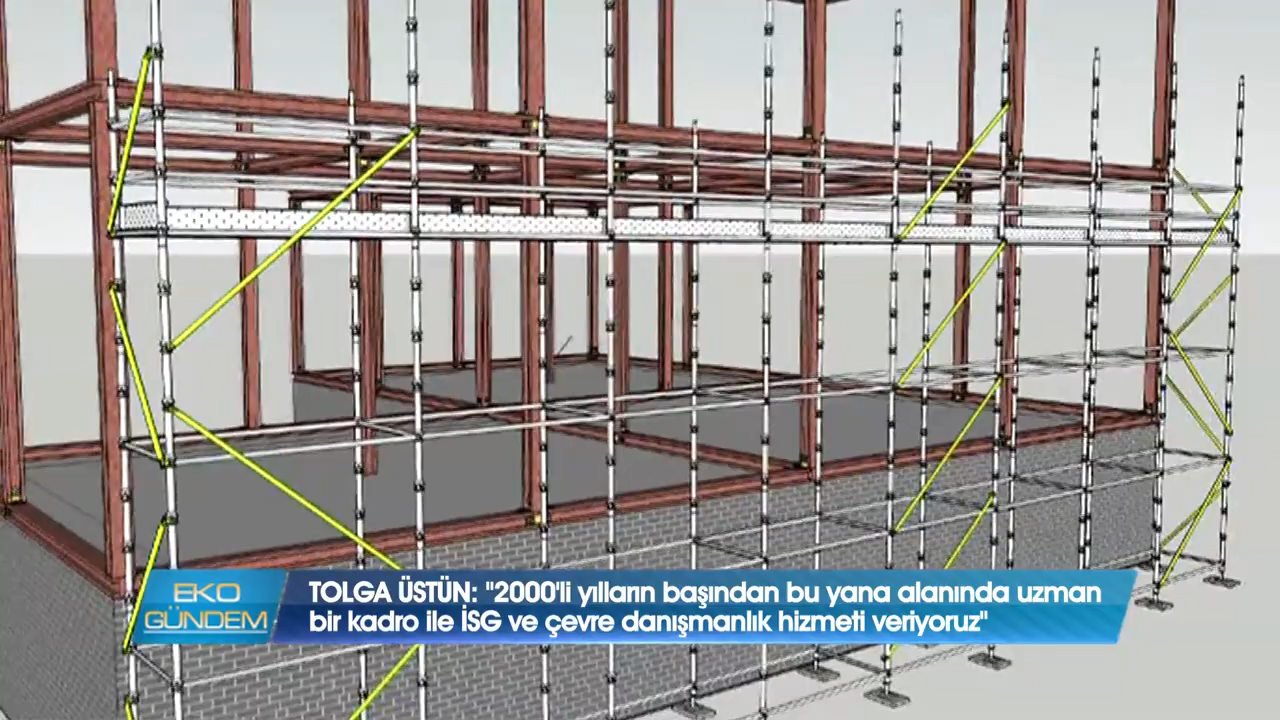 EKO
GÜNDEM
TOLGA ÜSTÜN: "2000'li yılların başından bu yana alanında uzman
bir kadro ile İSG ve çevre danışmanlık hizmeti veriyoruz"